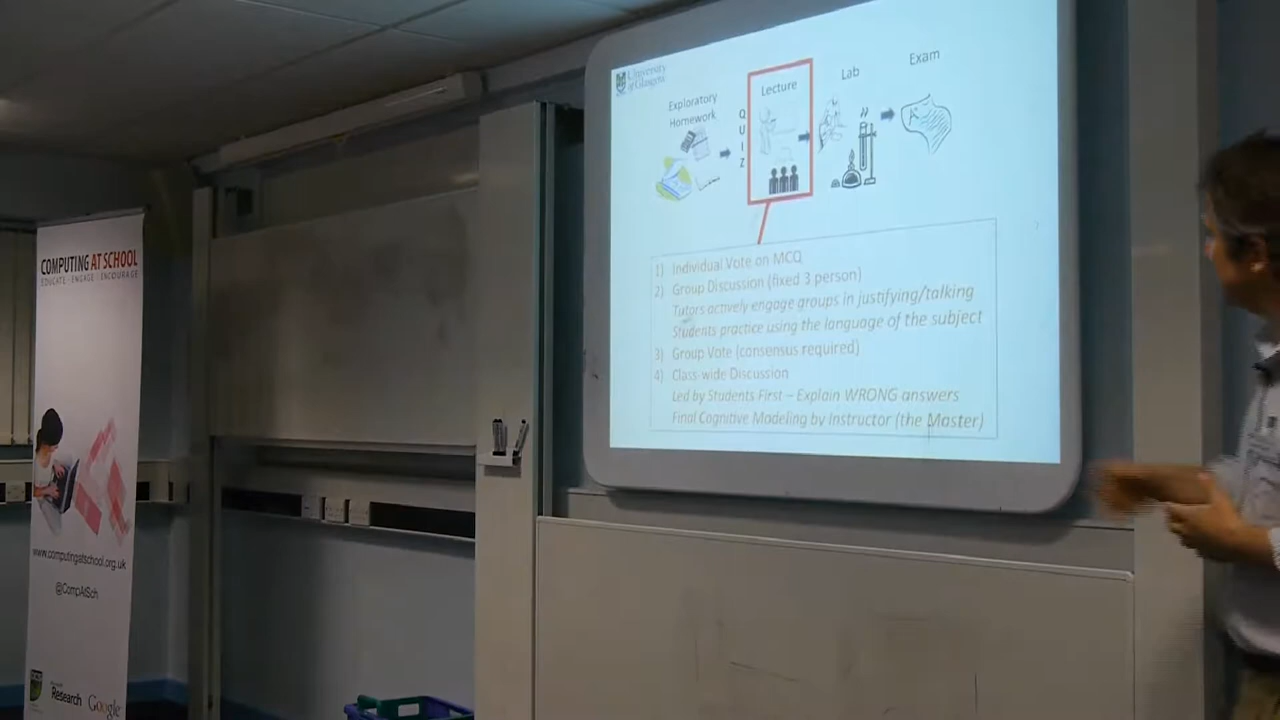 COMPUTING AT SCHOOL
EDUCATE · ENGAGE · ENCOURAGE
www.computingatschool.org.uk
@CompAtSch
Research
Google
University
of Glasgow
Exploratory
Homework
QUIZ
Lecture
Lab
Exam
1) Individual Vote on MCQ
2) Group Discussion (fixed 3 person)
Tutors actively engage groups in justifying/talking
Students practice using the language of the subject
3) Group Vote (consensus required)
4) Class-wide Discussion
Led by Students First – Explain WRONG answers
Final Cognitive Modeling by Instructor (the Master)